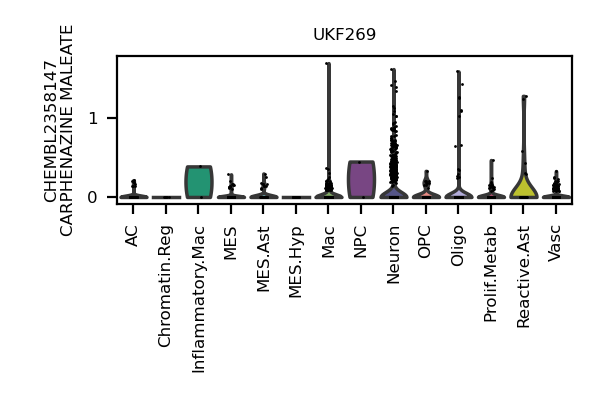 UKF269
CHEMBL2358147
CARPHENAZINE MALEATE
1
0
AC
Chromatin.Reg
Inflammatory.Mac
MES
MES.Ast
MES.Hyp
Mac
NPC
Neuron
OPC
Oligo
Prolif.Metab
Reactive.Ast
Vasc